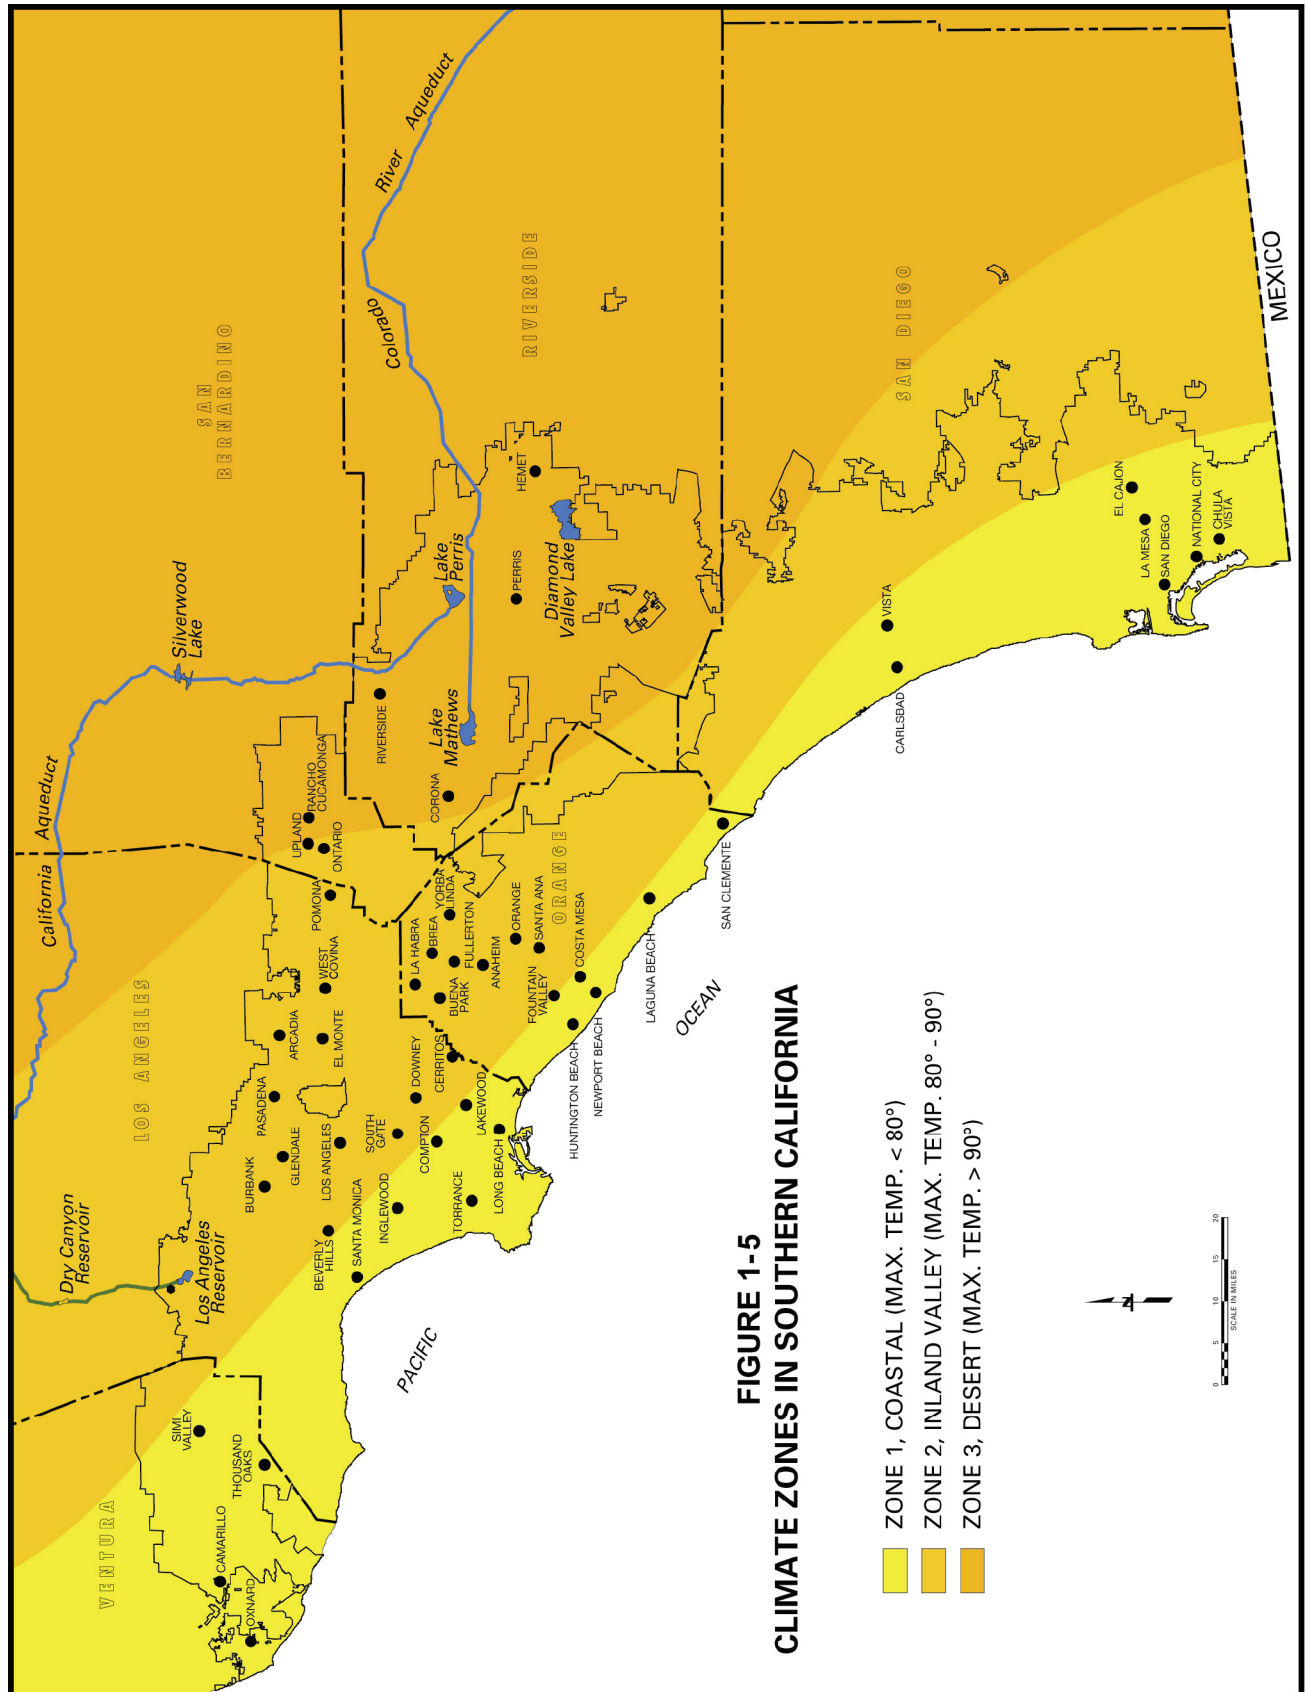 California Aqueduct
Silverwood
Lake
SAN
BERNARDINO
Colorado River Aqueduct
RIVERSIDE
SAN DIEGO
MEXICO
LOS ANGELES
VENTURA
ORANGE
Dry Canyon
Reservoir
Los Angeles
Reservoir
Lake
Perris
Lake
Mathews
Diamond
Valley Lake
SIMI
VALLEY
THOUSAND
OAKS
CAMARILLO
OXNARD
BURBANK
GLENDALE
PASADENA
ARCADIA
EL MONTE
WEST
COVINA
POMONA
UPLAND
RANCHO
CUCAMONGA
ONTARIO
RIVERSIDE
CORONA
PERRIS
HEMET
LOS ANGELES
BEVERLY
HILLS
SANTA MONICA
INGLEWOOD
SOUTH
GATE
DOWNEY
COMPTON
TORRANCE
LONG BEACH
LAKEWOOD
CERRITOS
LA HABRA
BREA
YORBA
LINDA
FULLERTON
BUENA
PARK
ANAHEIM
ORANGE
SANTA ANA
FOUNTAIN
VALLEY
COSTA MESA
HUNTINGTON BEACH
NEWPORT BEACH
LAGUNA BEACH
SAN CLEMENTE
VISTA
CARLSBAD
EL CAJON
LA MESA
SAN DIEGO
NATIONAL CITY
CHULA
VISTA
PACIFIC
OCEAN
FIGURE 1-5
CLIMATE ZONES IN SOUTHERN CALIFORNIA
ZONE 1, COASTAL (MAX. TEMP. < 80°)
ZONE 2, INLAND VALLEY (MAX. TEMP. 80° - 90°)
ZONE 3, DESERT (MAX. TEMP. > 90°)
N
0 5 10 15 20
SCALE IN MILES